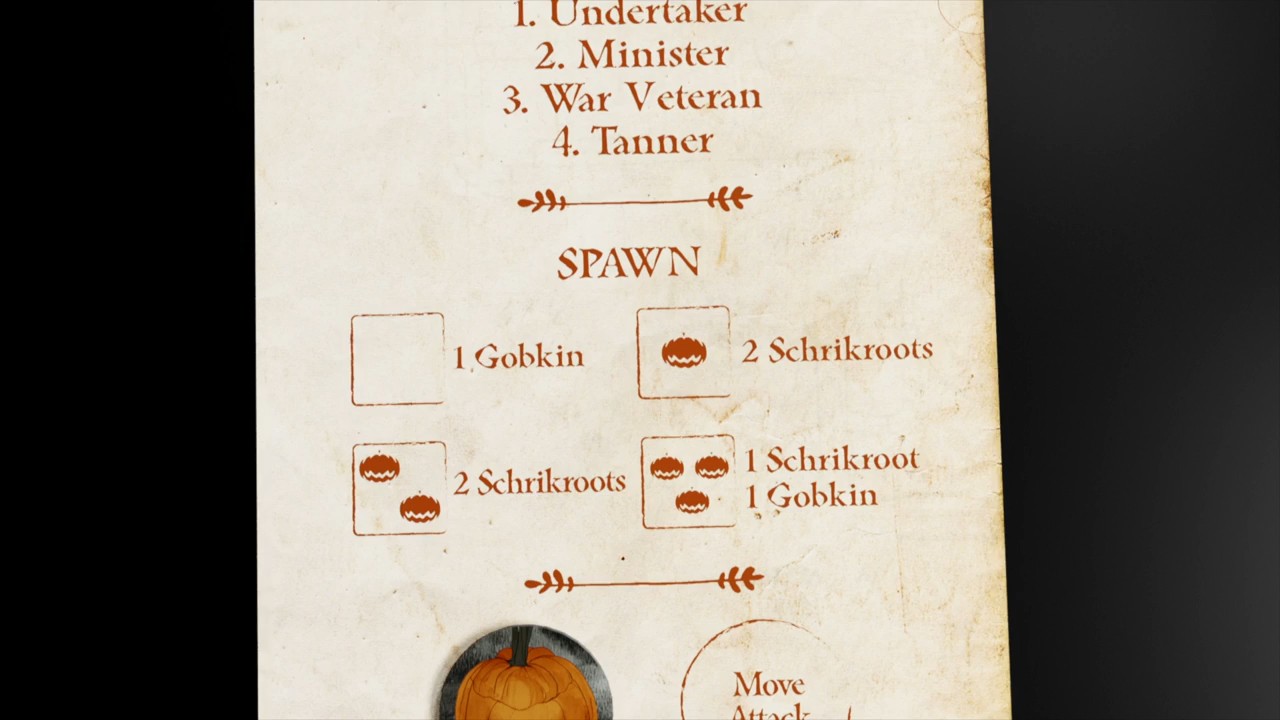 1. Undertaker
2. Minister
3. War Veteran
4. Tanner
SPAWN
1 Gobkin
2 Schrikroots
2 Schrikroots
1 Schrikroot
1 Gobkin
Move
Attack